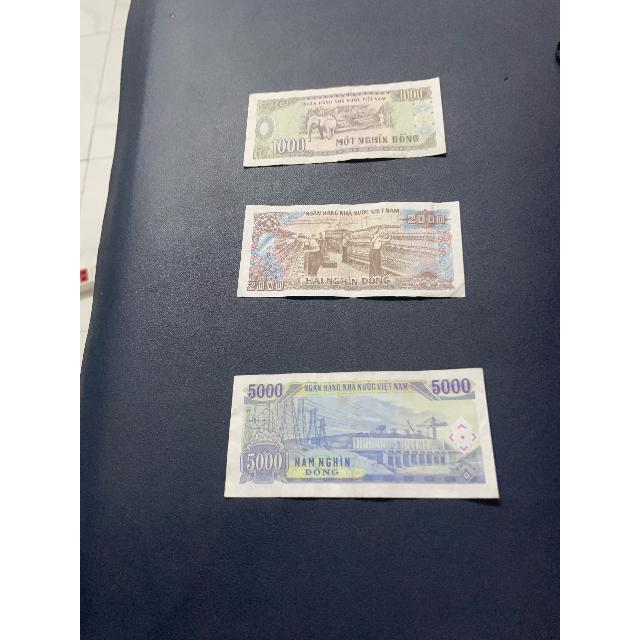 NGÂN HÀNG NHÀ NƯỚC VIỆT NAM
1000
1000
MỘT NGHÌN ĐỒNG
NGÂN HÀNG NHÀ NƯỚC VIỆT NAM
2000
2000
HAI NGHÌN ĐỒNG
5000
NGÂN HÀNG NHÀ NƯỚC VIỆT NAM
5000
5000
NĂM NGHÌN
ĐỒNG